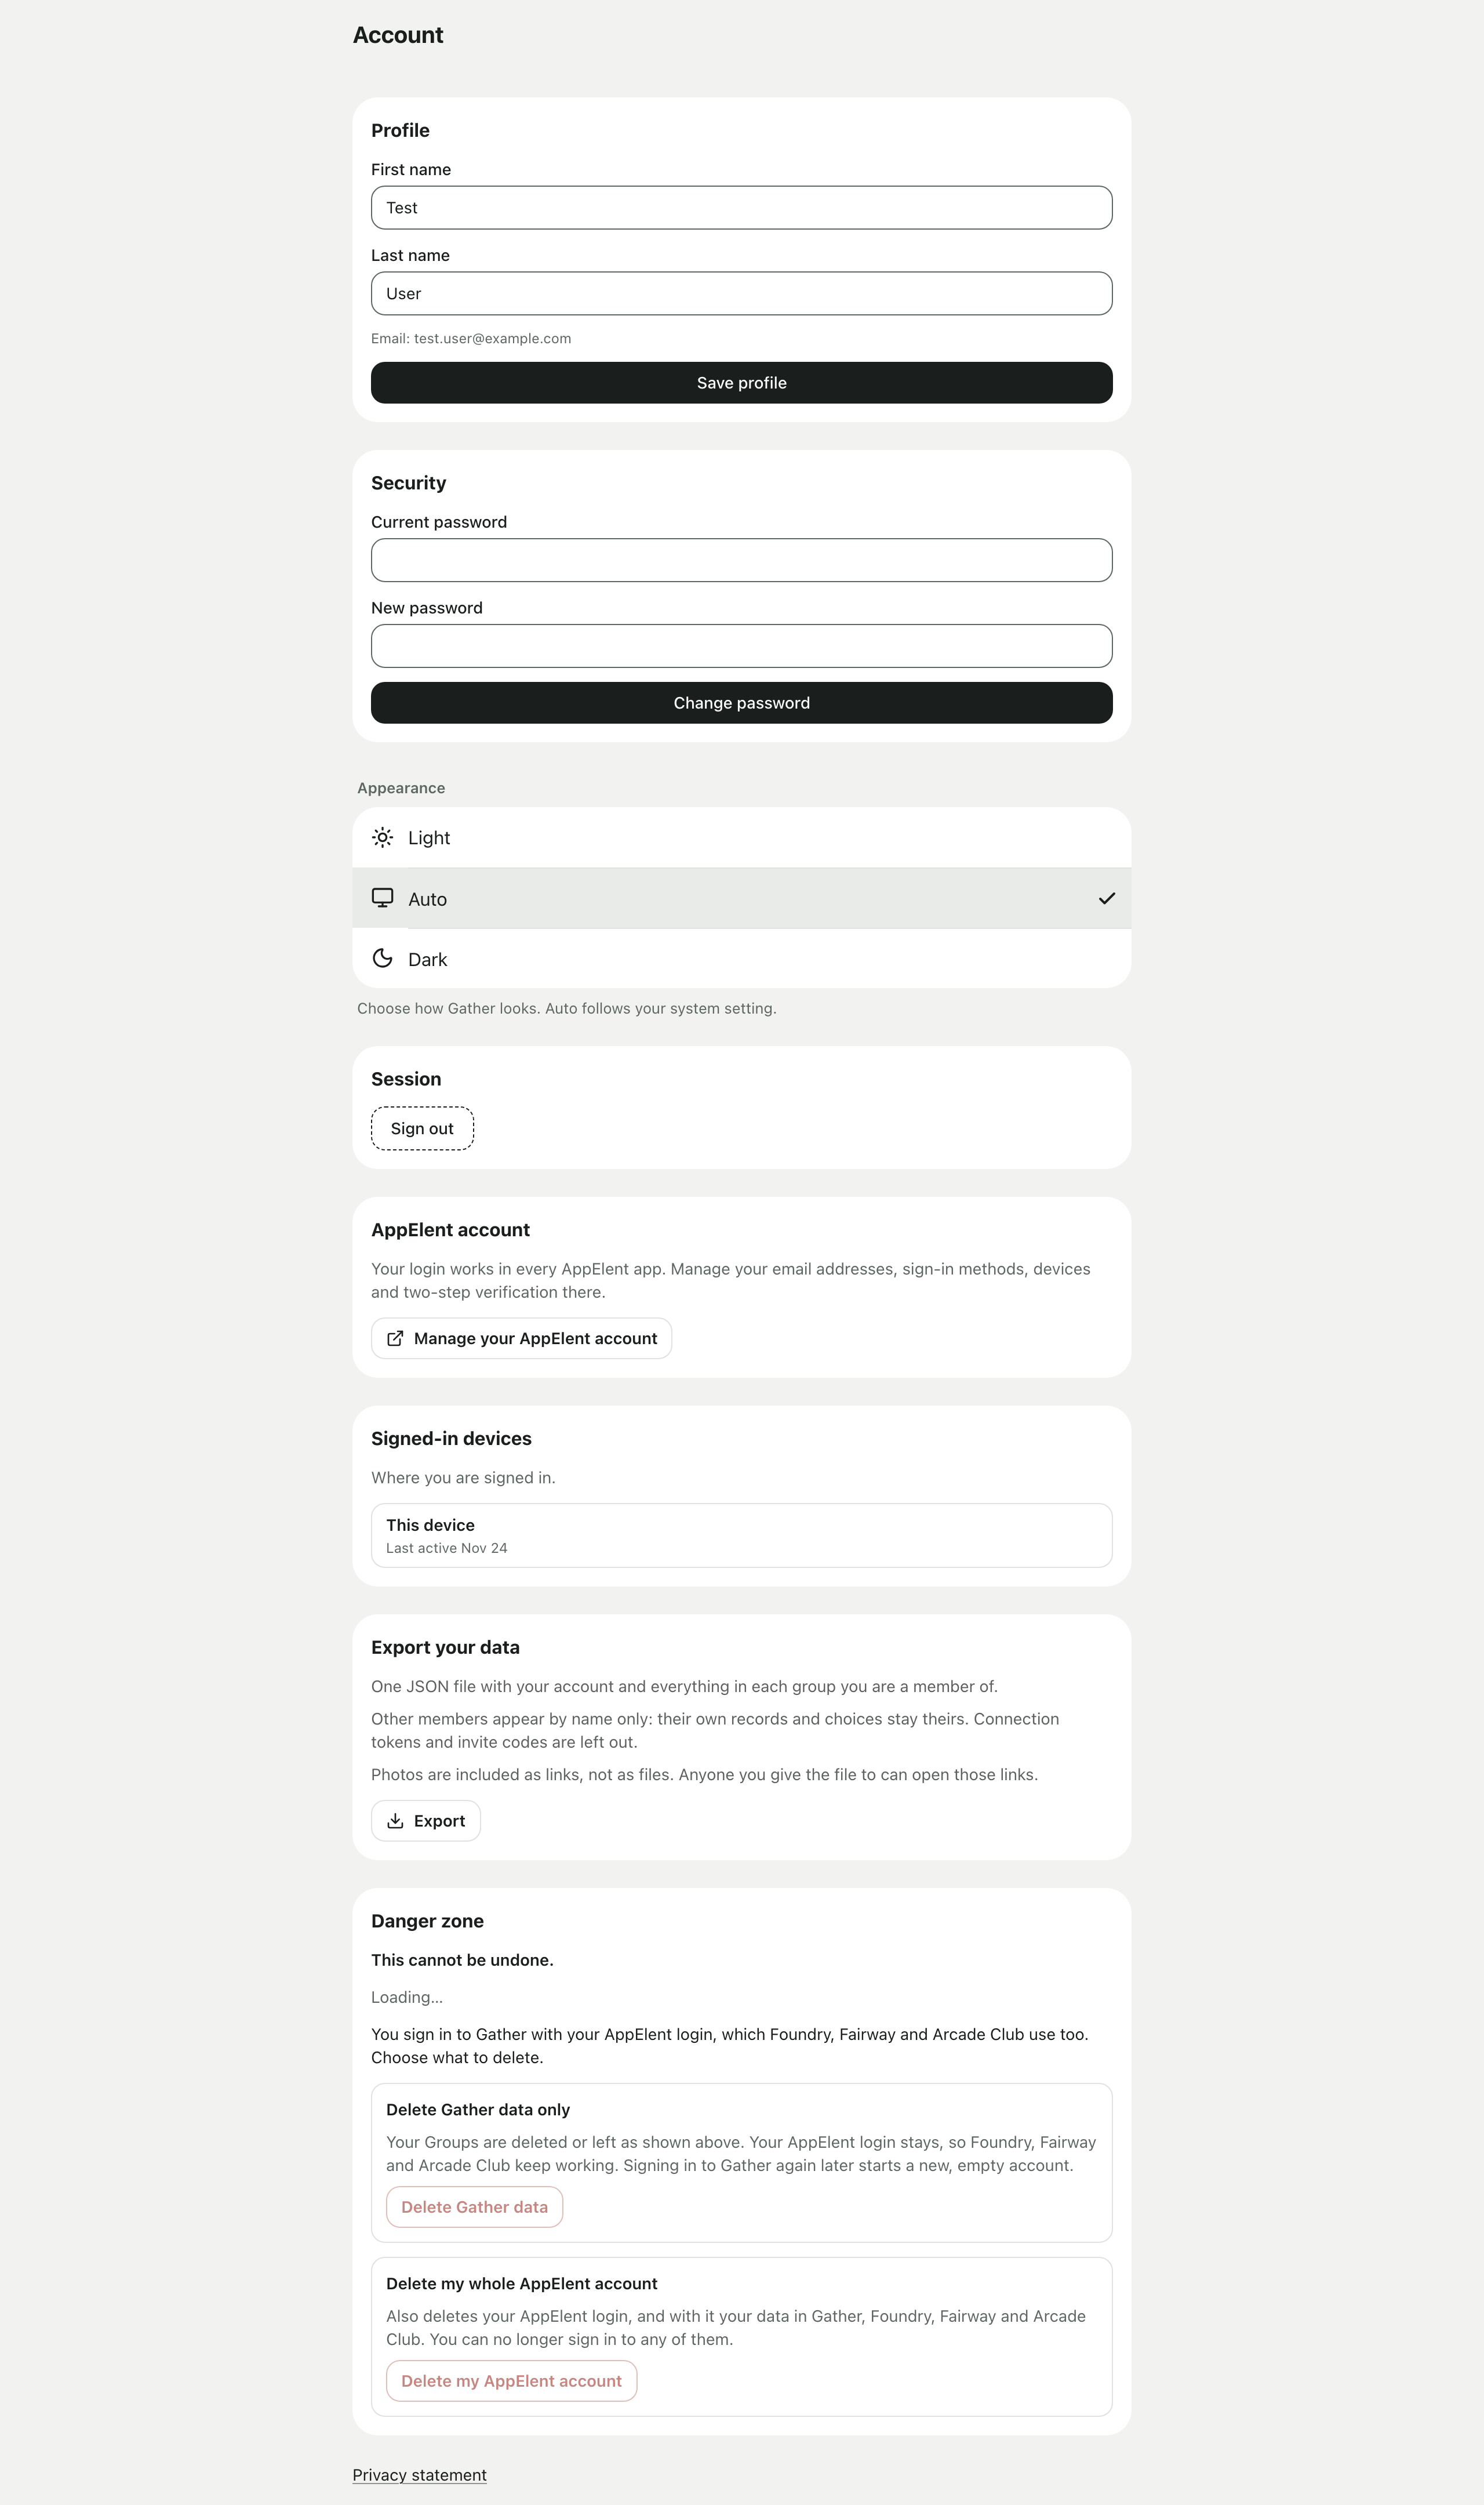 Account
Profile
First name
Test
Last name
User
Email: test.user@example.com
Save profile
Security
Current password
New password
Change password
Appearance
Light
Auto
Dark
Choose how Gather looks. Auto follows your system setting.
Session
Sign out
AppElent account
Your login works in every AppElent app. Manage your email addresses, sign-in methods, devices
and two-step verification there.
Manage your AppElent account
Signed-in devices
Where you are signed in.
This device
Last active Nov 24
Export your data
One JSON file with your account and everything in each group you are a member of.
Other members appear by name only: their own records and choices stay theirs. Connection
tokens and invite codes are left out.
Photos are included as links, not as files. Anyone you give the file to can open those links.
Export
Danger zone
This cannot be undone.
Loading...
You sign in to Gather with your AppElent login, which Foundry, Fairway and Arcade Club use too.
Choose what to delete.
Delete Gather data only
Your Groups are deleted or left as shown above. Your AppElent login stays, so Foundry, Fairway
and Arcade Club keep working. Signing in to Gather again later starts a new, empty account.
Delete Gather data
Delete my whole AppElent account
Also deletes your AppElent login, and with it your data in Gather, Foundry, Fairway and Arcade
Club. You can no longer sign in to any of them.
Delete my AppElent account
Privacy statement